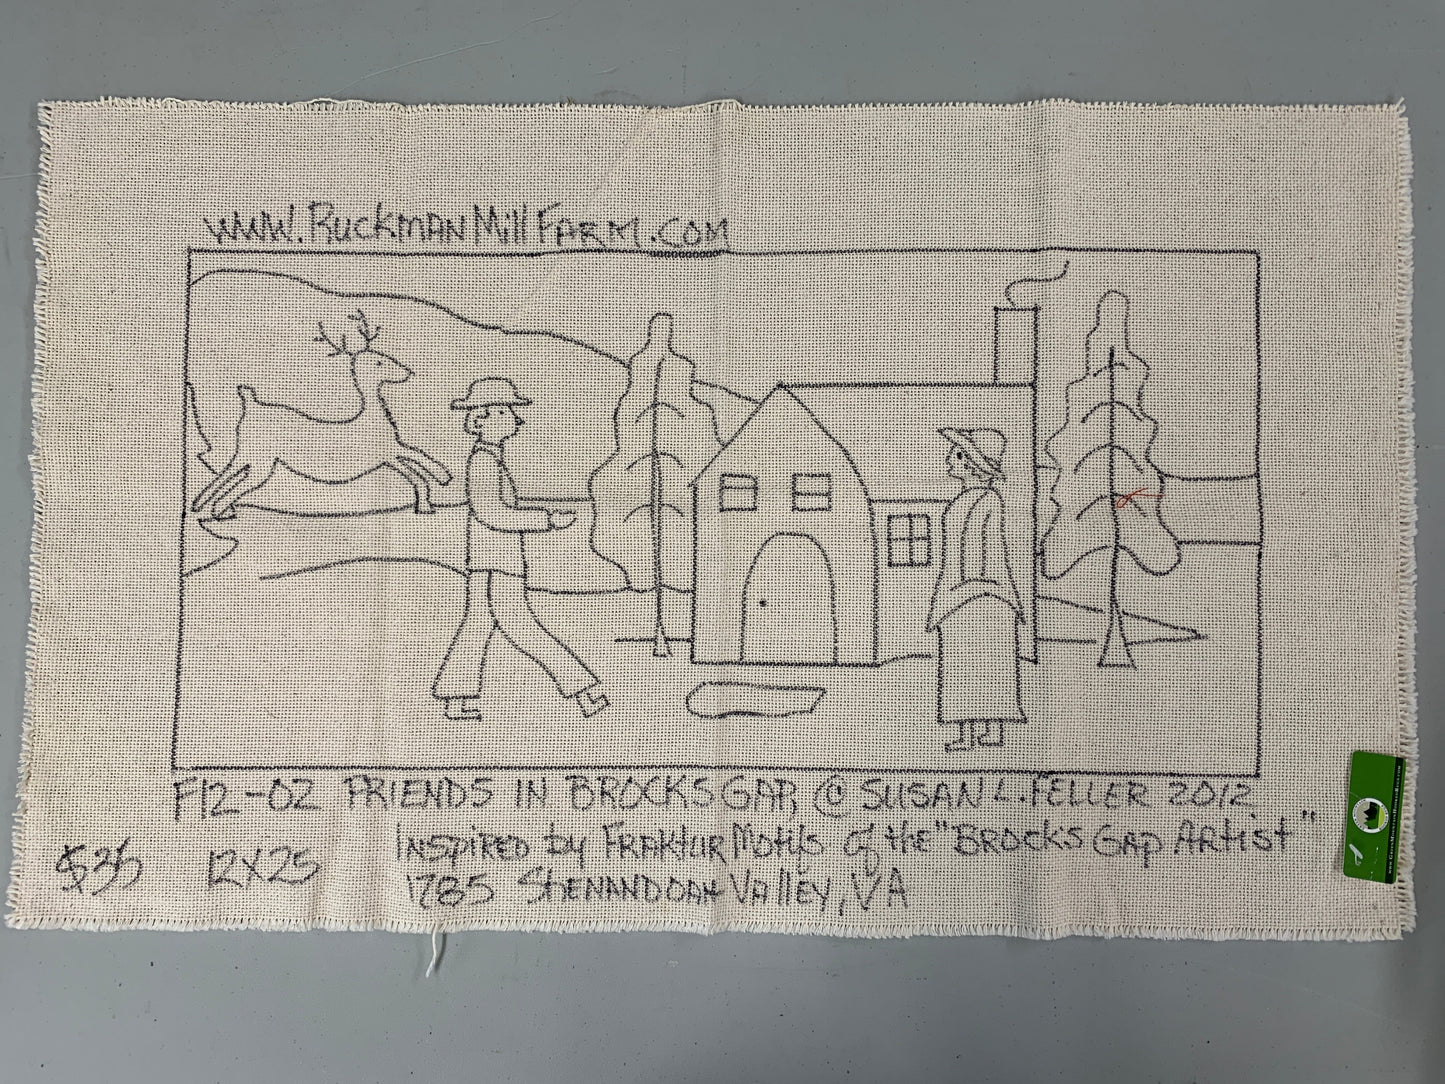 www.RuckmanMillFarm.com
F12-02 FRIENDS IN BROCKS GAP, © SUSAN L. FELLER 2012
INSPIRED by FRAKTUR Motifs of the "BROCKS GAP ARTIST"
$36 12X25 1785 SHENANDOAH VALLEY, VA